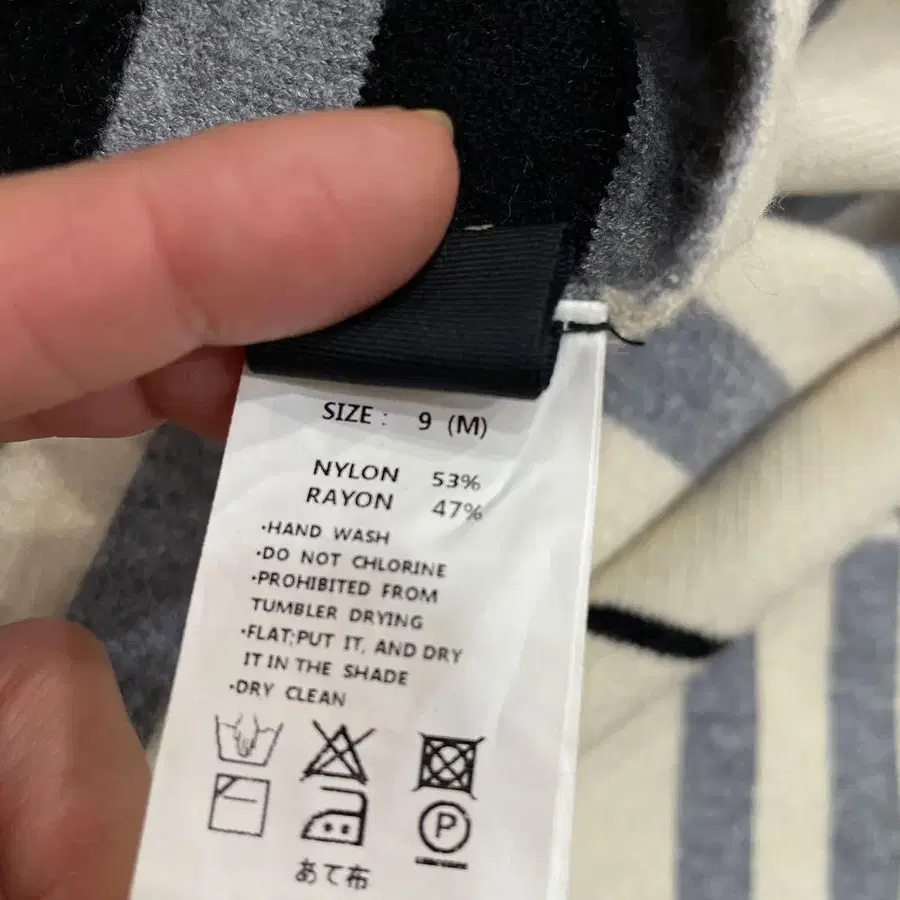 SIZE : 9 (M)
NYLON 53%
RAYON 47%
・HAND WASH
・DO NOT CHLORINE
・PROHIBITED FROM
TUMBLER DRYING
・FLAT;PUT IT, AND DRY
IT IN THE SHADE
・DRY CLEAN
P
あて布